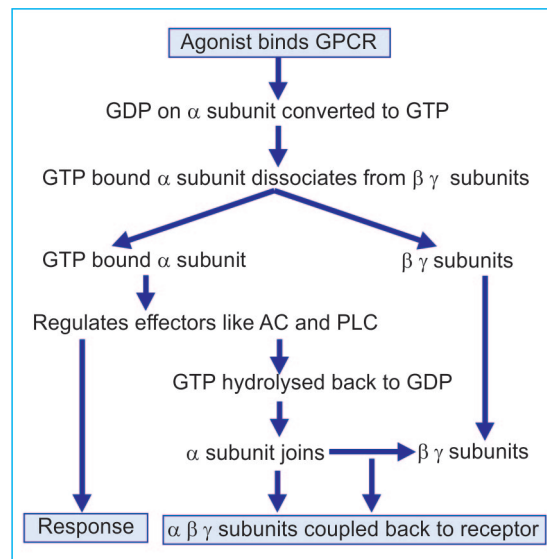 Agonist binds GPCR
GDP on α subunit converted to GTP
GTP bound α subunit dissociates from β γ subunits
GTP bound α subunit
β γ subunits
Regulates effectors like AC and PLC
GTP hydrolysed back to GDP
α subunit joins
β γ subunits
Response
α β γ subunits coupled back to receptor